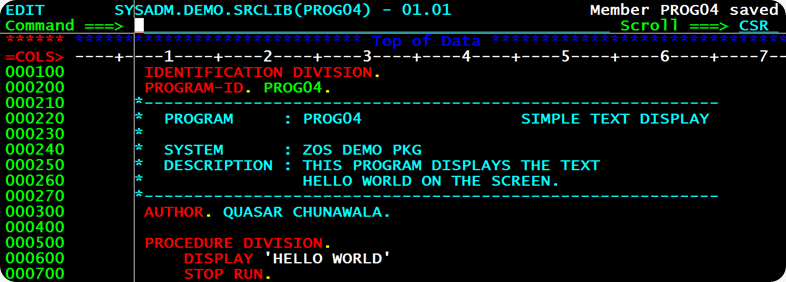 EDIT SYSADM.DEMO.SRCLIB(PROG04) - 01.01 Member PROG04 saved
Command ===> Scroll ===> CSR
****** ***************************** Top of Data ******************************
=COLS> ----+----1----+----2----+----3----+----4----+----5----+----6----+----7--
000100 IDENTIFICATION DIVISION.
000200 PROGRAM-ID. PROG04.
000210 *----------------------------------------------------------
000220 * PROGRAM : PROG04 SIMPLE TEXT DISPLAY
000230 *
000240 * SYSTEM : ZOS DEMO PKG
000250 * DESCRIPTION : THIS PROGRAM DISPLAYS THE TEXT
000260 * HELLO WORLD ON THE SCREEN.
000270 *----------------------------------------------------------
000300 AUTHOR. QUASAR CHUNAWALA.
000400
000500 PROCEDURE DIVISION.
000600 DISPLAY 'HELLO WORLD'
000700 STOP RUN.